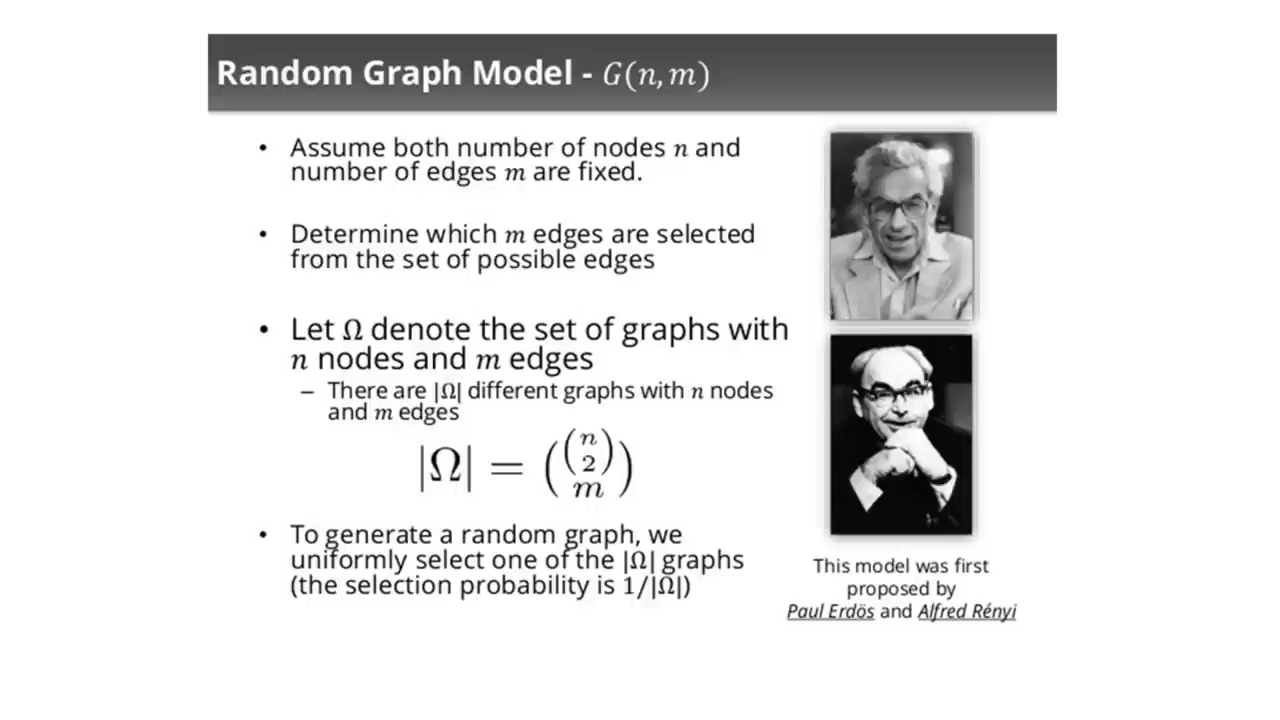 Random Graph Model - G(n, m)
• Assume both number of nodes n and
number of edges m are fixed.
• Determine which m edges are selected
from the set of possible edges
• Let Ω denote the set of graphs with
n nodes and m edges
– There are |Ω| different graphs with n nodes
and m edges
|Ω| = ((n 2) m)
• To generate a random graph, we
uniformly select one of the |Ω| graphs
(the selection probability is 1/|Ω|)
This model was first
proposed by
Paul Erdös and Alfred Rényi